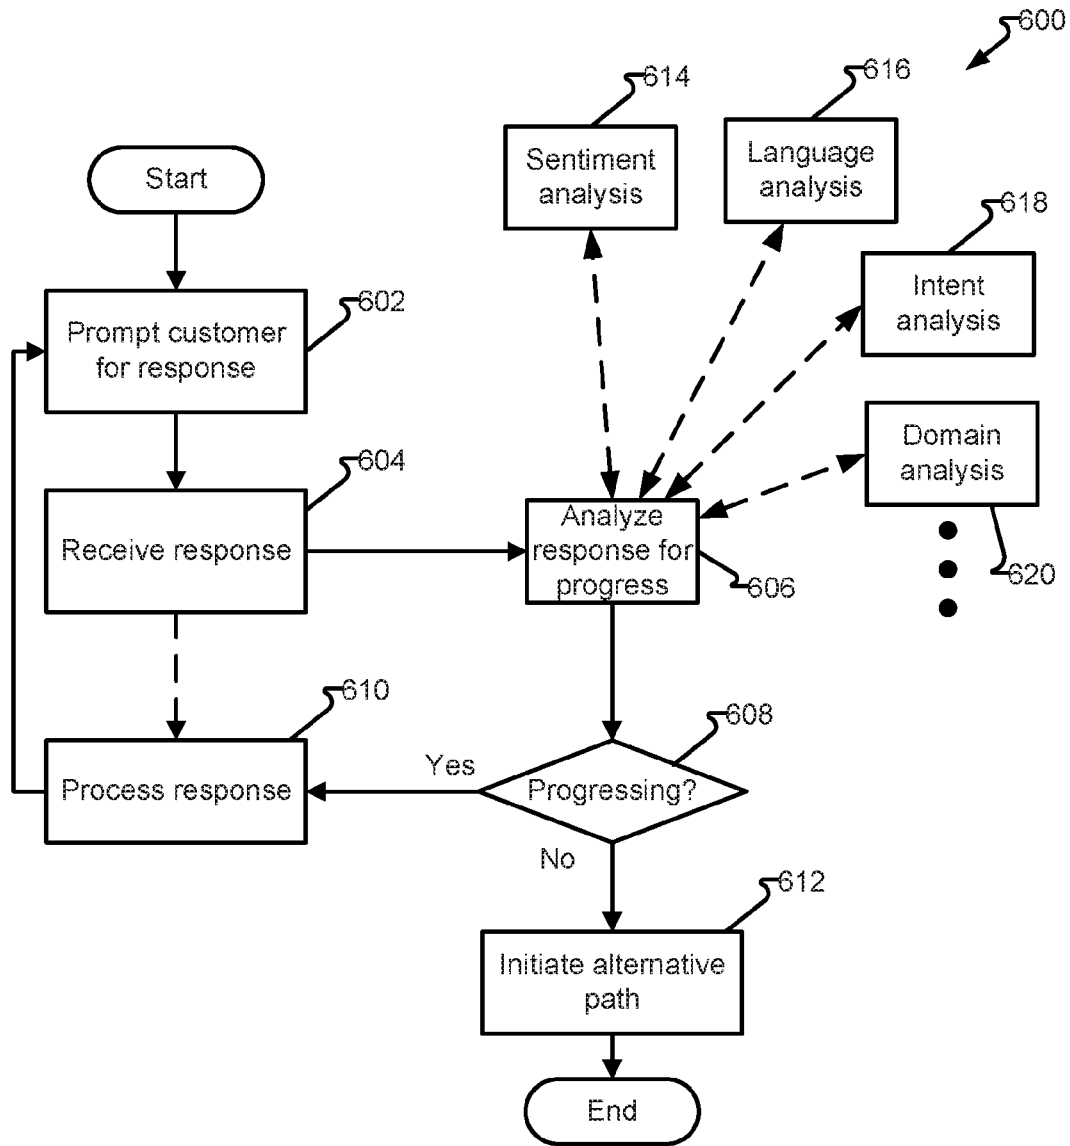 600
614
616
Sentiment
analysis
Language
analysis
Start
618
Intent
analysis
602
Prompt customer
for response
Domain
analysis
604
Receive response
Analyze
response for
progress
606
620
610
Process response
Yes
608
Progressing?
No
612
Initiate alternative
path
End